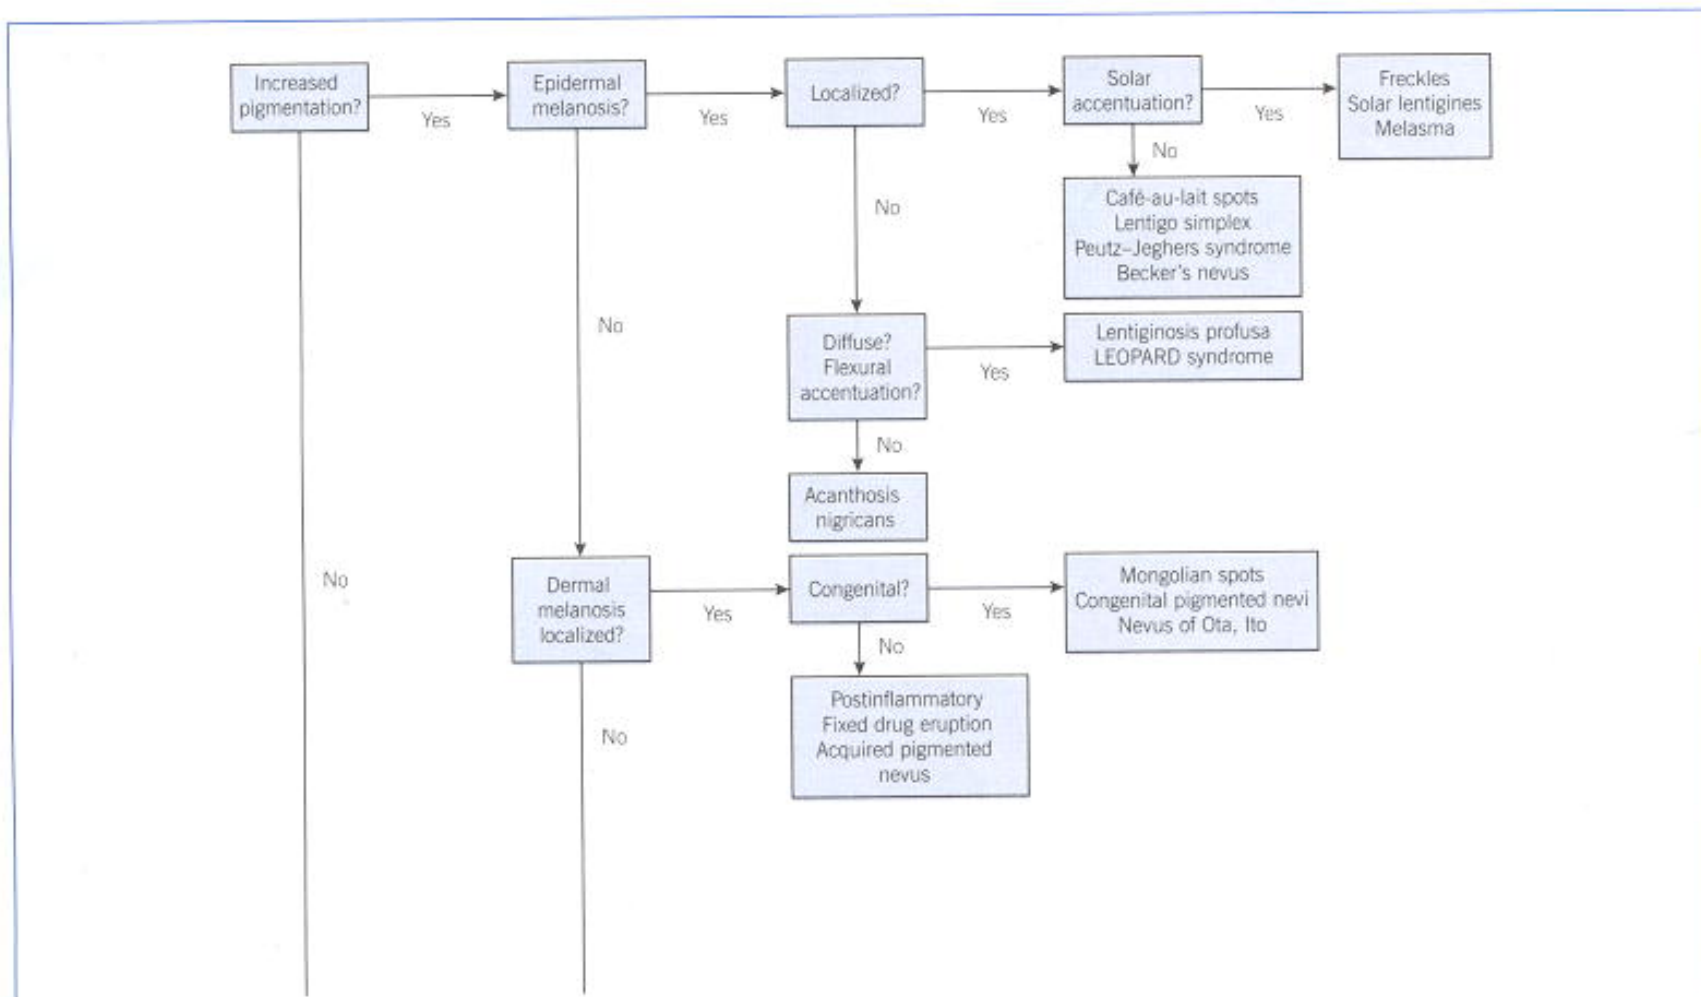 Increased
pigmentation?
Yes
Epidermal
melanosis?
Yes
Localized?
Yes
Solar
accentuation?
Yes
Freckles
Solar lentigines
Melasma
No
Café-au-lait spots
Lentigo simplex
Peutz–Jeghers syndrome
Becker's nevus
No
Diffuse?
Flexural
accentuation?
Yes
Lentiginosis profusa
LEOPARD syndrome
No
Acanthosis
nigricans
No
Dermal
melanosis
localized?
Yes
Congenital?
Yes
Mongolian spots
Congenital pigmented nevi
Nevus of Ota, Ito
No
Postinflammatory
Fixed drug eruption
Acquired pigmented
nevus
No
No